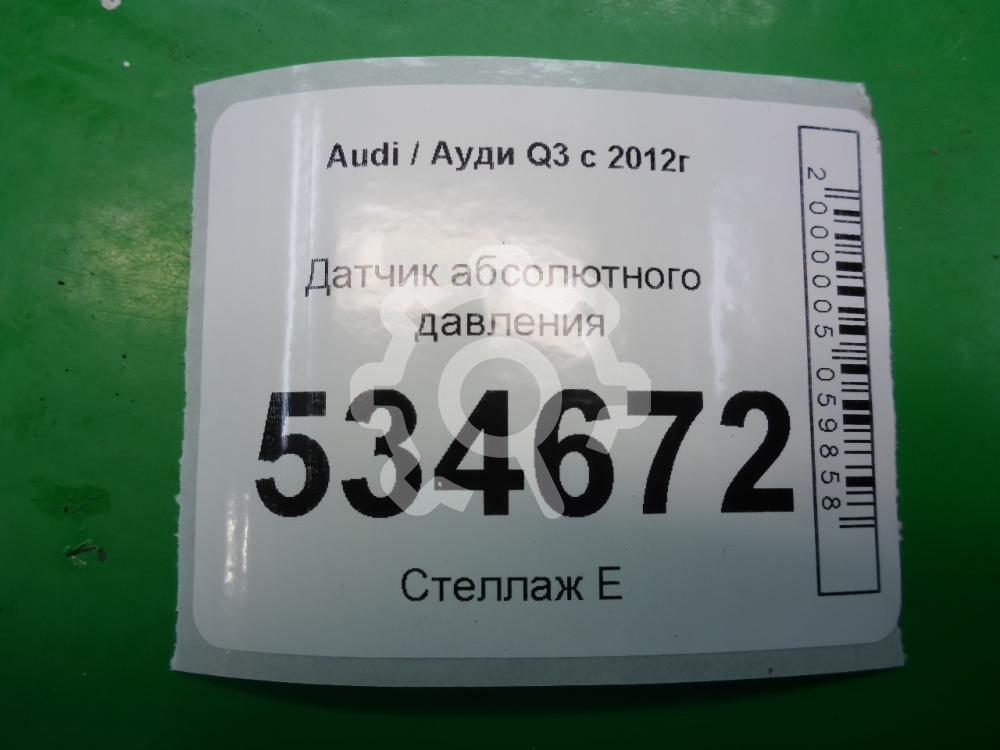 Audi / Ауди Q3 с 2012г
Датчик абсолютного
давления
534672
Стеллаж Е
2000005059858